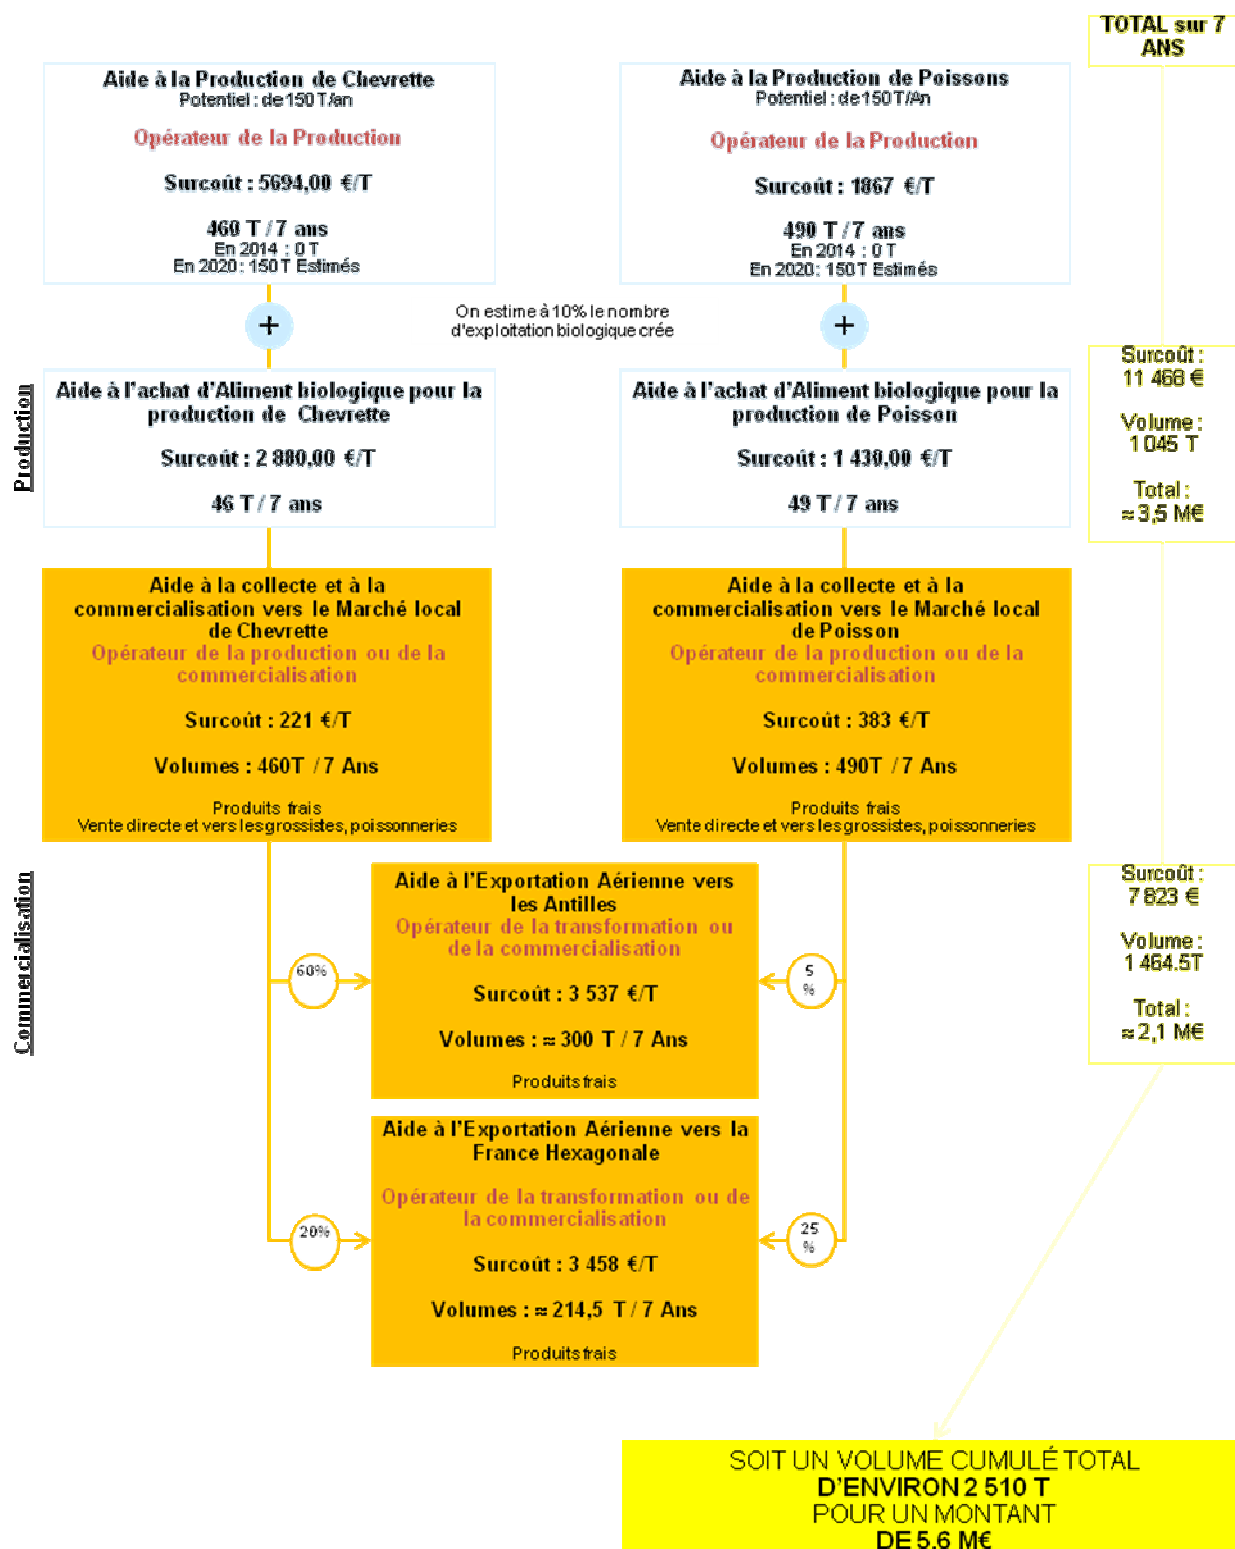 TOTAL sur 7
ANS
Aide à la Production de Chevrette
Potentiel : de 150 T/an
Opérateur de la Production
Surcoût : 5694,00 €/T
460 T / 7 ans
En 2014 : 0 T
En 2020 : 150 T Estimés
Aide à la Production de Poissons
Potentiel : de 150 T/An
Opérateur de la Production
Surcoût : 1867 €/T
490 T / 7 ans
En 2014 : 0 T
En 2020 : 150 T Estimés
+
On estime à 10% le nombre
d'exploitation biologique crée
+
Production
Aide à l'achat d'Aliment biologique pour la
production de Chevrette
Surcoût : 2 880,00 €/T
46 T / 7 ans
Aide à l'achat d'Aliment biologique pour la
production de Poisson
Surcoût : 1 430,00 €/T
49 T / 7 ans
Surcoût :
11 468 €
Volume :
1 045 T
Total :
≈ 3,5 M€
Aide à la collecte et à la
commercialisation vers le Marché local
de Chevrette
Opérateur de la production ou de la
commercialisation
Surcoût : 221 €/T
Volumes : 460T / 7 Ans
Produits frais
Vente directe et vers les grossistes, poissonneries
Aide à la collecte et à la
commercialisation vers le Marché local
de Poisson
Opérateur de la production ou de la
commercialisation
Surcoût : 383 €/T
Volumes : 490T / 7 Ans
Produits frais
Vente directe et vers les grossistes, poissonneries
Commercialisation
60%
Aide à l'Exportation Aérienne vers
les Antilles
Opérateur de la transformation ou
de la commercialisation
Surcoût : 3 537 €/T
Volumes : ≈ 300 T / 7 Ans
Produits frais
5
%
Surcoût :
7 823 €
Volume :
1 464.5T
Total :
≈ 2,1 M€
20%
Aide à l'Exportation Aérienne vers la
France Hexagonale
Opérateur de la transformation ou de
la commercialisation
Surcoût : 3 458 €/T
Volumes : ≈ 214,5 T / 7 Ans
Produits frais
25
%
SOIT UN VOLUME CUMULÉ TOTAL
D'ENVIRON 2 510 T
POUR UN MONTANT
DE 5.6 M€